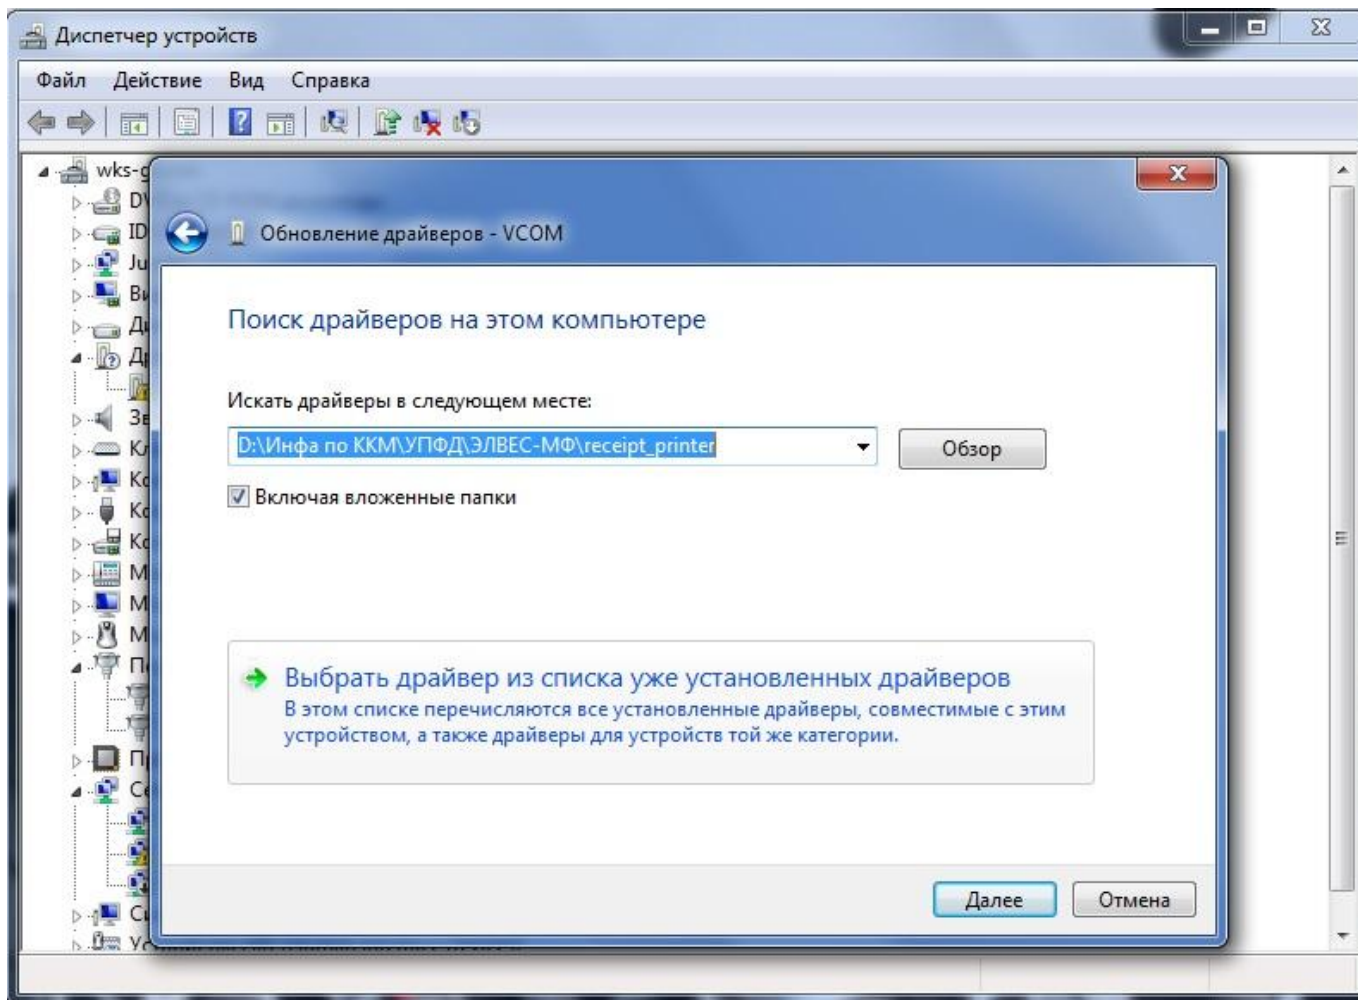 Диспетчер устройств
Файл Действие Вид Справка
wks-g
Обновление драйверов - VCOM
Поиск драйверов на этом компьютере
Искать драйверы в следующем месте:
D:\Инфа по ККМ\УПФД\ЭЛВЕС-МФ\receipt_printer
Обзор
Включая вложенные папки
Выбрать драйвер из списка уже установленных драйверов
В этом списке перечисляются все установленные драйверы, совместимые с этим
устройством, а также драйверы для устройств той же категории.
Далее Отмена